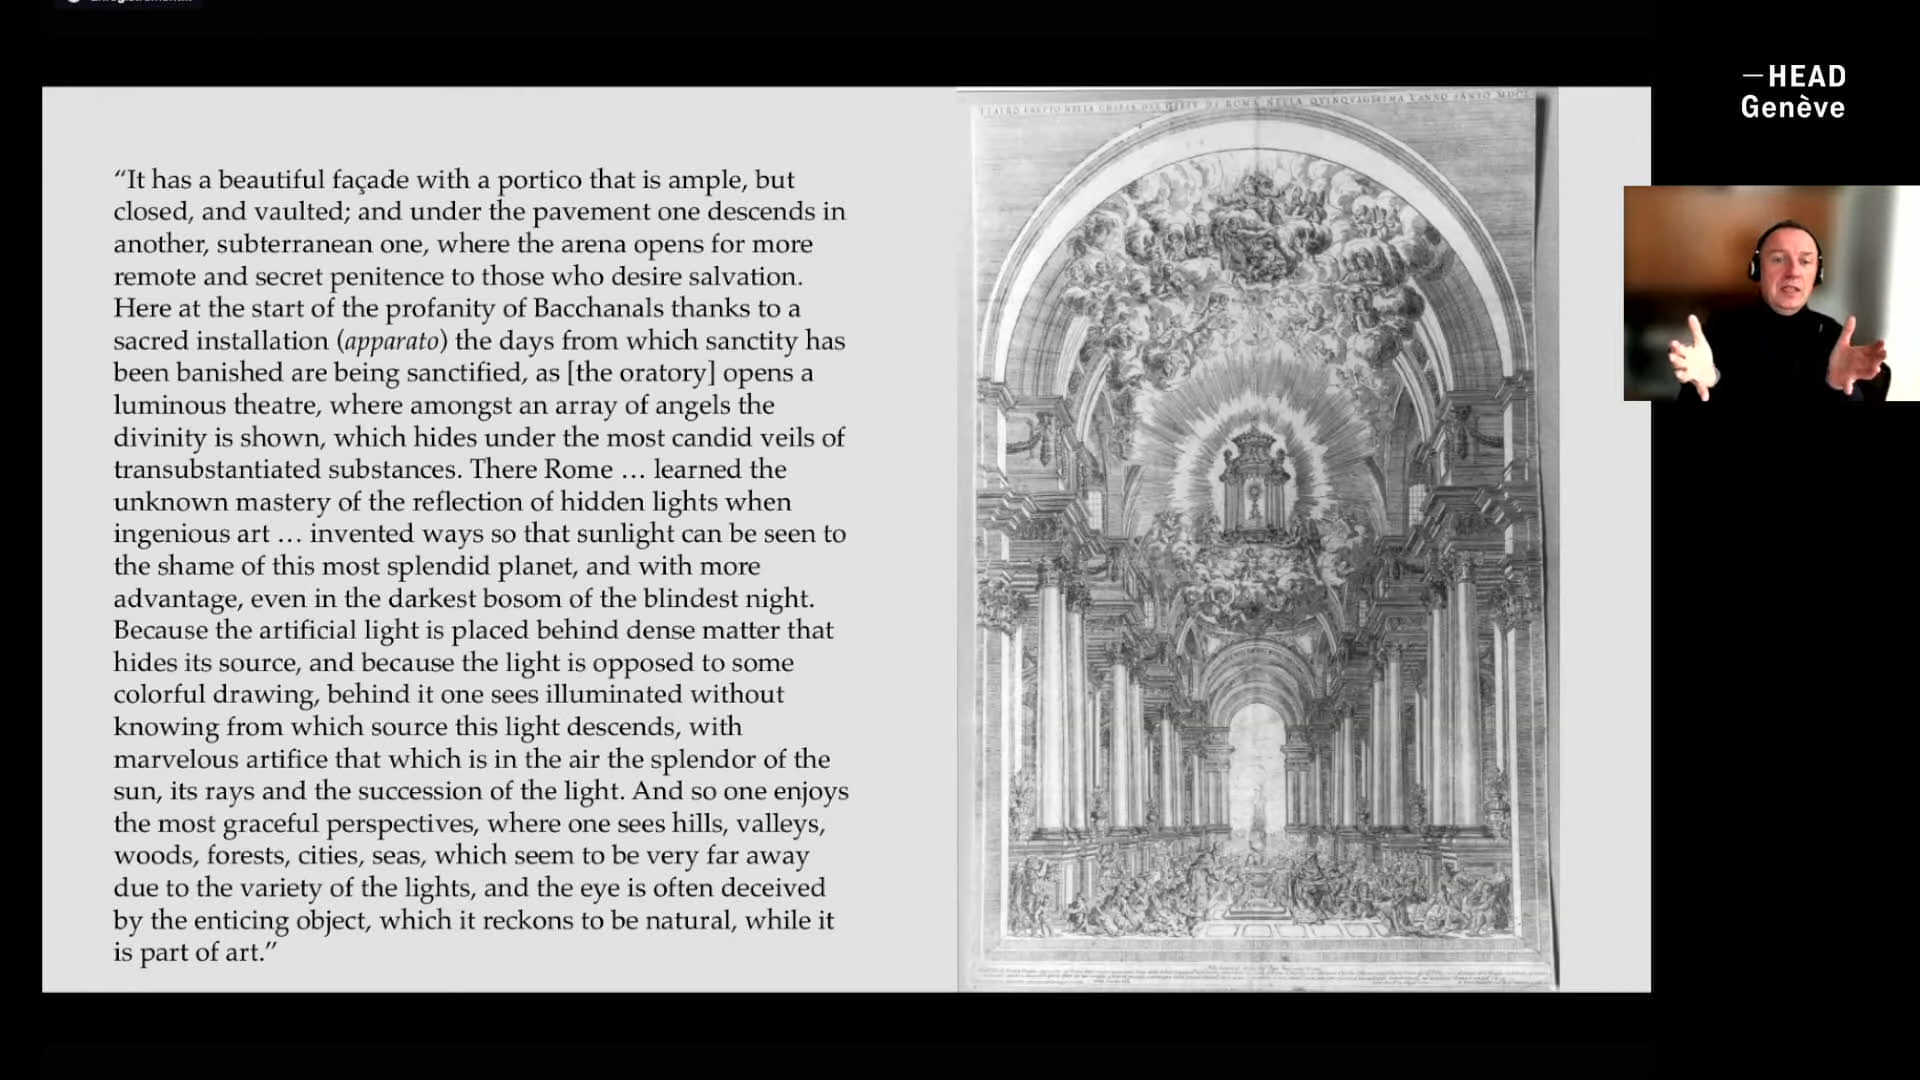 —HEAD
Genève
“It has a beautiful façade with a portico that is ample, but
closed, and vaulted; and under the pavement one descends in
another, subterranean one, where the arena opens for more
remote and secret penitence to those who desire salvation.
Here at the start of the profanity of Bacchanals thanks to a
sacred installation (apparato) the days from which sanctity has
been banished are being sanctified, as [the oratory] opens a
luminous theatre, where amongst an array of angels the
divinity is shown, which hides under the most candid veils of
transubstantiated substances. There Rome … learned the
unknown mastery of the reflection of hidden lights when
ingenious art … invented ways so that sunlight can be seen to
the shame of this most splendid planet, and with more
advantage, even in the darkest bosom of the blindest night.
Because the artificial light is placed behind dense matter that
hides its source, and because the light is opposed to some
colorful drawing, behind it one sees illuminated without
knowing from which source this light descends, with
marvelous artifice that which is in the air the splendor of the
sun, its rays and the succession of the light. And so one enjoys
the most graceful perspectives, where one sees hills, valleys,
woods, forests, cities, seas, which seem to be very far away
due to the variety of the lights, and the eye is often deceived
by the enticing object, which it reckons to be natural, while it
is part of art.”
NELLA CHIESA DEL GIESV DI ROMA NELLA QVINQVAGESIMA SANTO